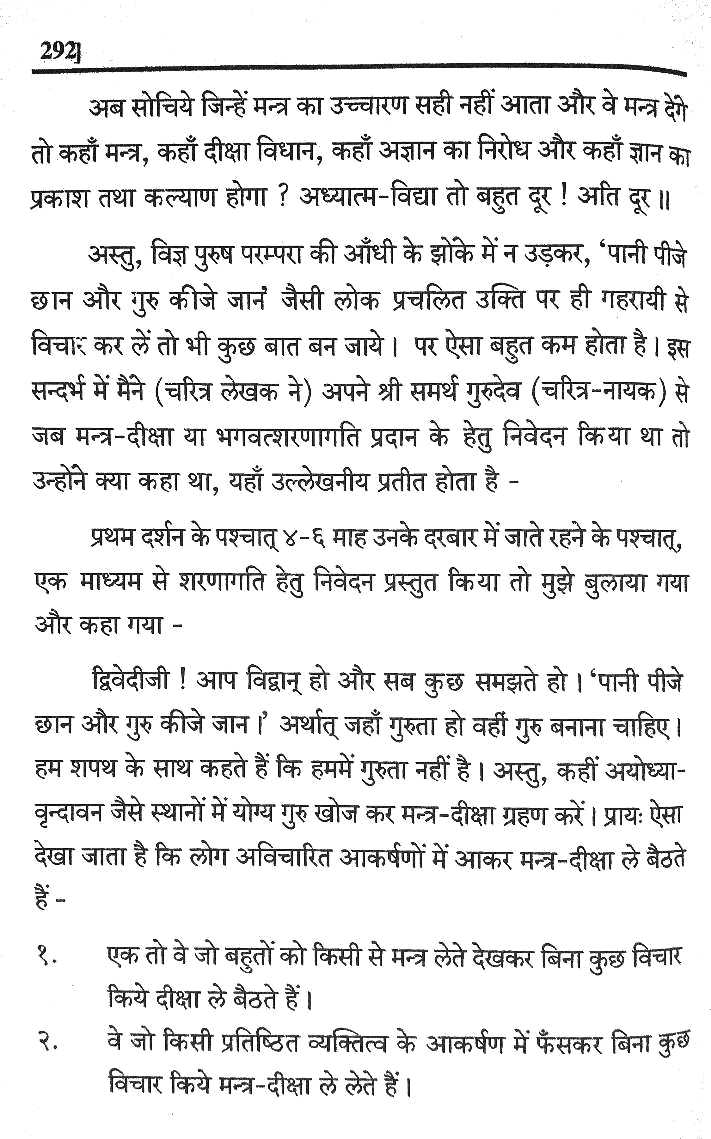 292]
अब सोचिये जिन्हें मन्त्र का उच्चारण सही नहीं आता और वे मन्त्र देगे
तो कहाँ मन्त्र, कहाँ दीक्षा विधान, कहाँ अज्ञान का निरोध और कहाँ ज्ञान का
प्रकाश तथा कल्याण होगा ? अध्यात्म-विद्या तो बहुत दूर ! अति दूर ॥
अस्तु, विज्ञ पुरुष परम्परा की आँधी के झोंके में न उड़कर, ‘पानी पीजे
छान और गुरु कीजे जान’ जैसी लोक प्रचलित उक्ति पर ही गहरायी से
विचार कर लें तो भी कुछ बात बन जाये। पर ऐसा बहुत कम होता है। इस
सन्दर्भ में मैंने (चरित्र लेखक ने) अपने श्री समर्थ गुरुदेव (चरित्र-नायक) से
जब मन्त्र-दीक्षा या भगवत्शरणागति प्रदान के हेतु निवेदन किया था तो
उन्होंने क्या कहा था, यहाँ उल्लेखनीय प्रतीत होता है -
प्रथम दर्शन के पश्चात् ४-६ माह उनके दरबार में जाते रहने के पश्चात्,
एक माध्यम से शरणागति हेतु निवेदन प्रस्तुत किया तो मुझे बुलाया गया
और कहा गया -
द्विवेदीजी ! आप विद्वान् हो और सब कुछ समझते हो। ‘पानी पीजे
छान और गुरु कीजे जान।’ अर्थात् जहाँ गुरुता हो वहीं गुरु बनाना चाहिए।
हम शपथ के साथ कहते हैं कि हममें गुरुता नहीं है। अस्तु, कहीं अयोध्या-
वृन्दावन जैसे स्थानों में योग्य गुरु खोज कर मन्त्र-दीक्षा ग्रहण करें। प्रायः ऐसा
देखा जाता है कि लोग अविचारित आकर्षणों में आकर मन्त्र-दीक्षा ले बैठते
हैं -
१. एक तो वे जो बहुतों को किसी से मन्त्र लेते देखकर बिना कुछ विचार
किये दीक्षा ले बैठते हैं।
२. वे जो किसी प्रतिष्ठित व्यक्तित्व के आकर्षण में फँसकर बिना कुछ
विचार किये मन्त्र-दीक्षा ले लेते हैं।